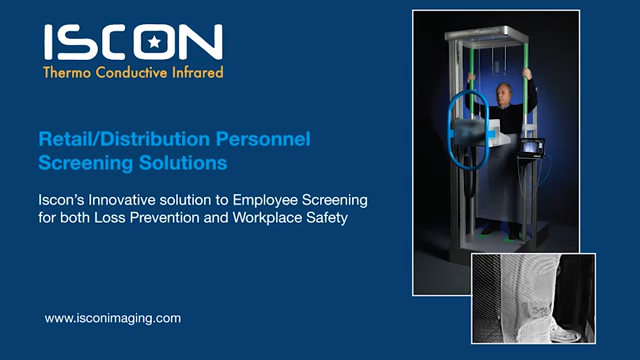 ISCON
Thermo Conductive Infrared
Retail/Distribution Personnel
Screening Solutions
Iscon's Innovative solution to Employee Screening
for both Loss Prevention and Workplace Safety
www.isconimaging.com